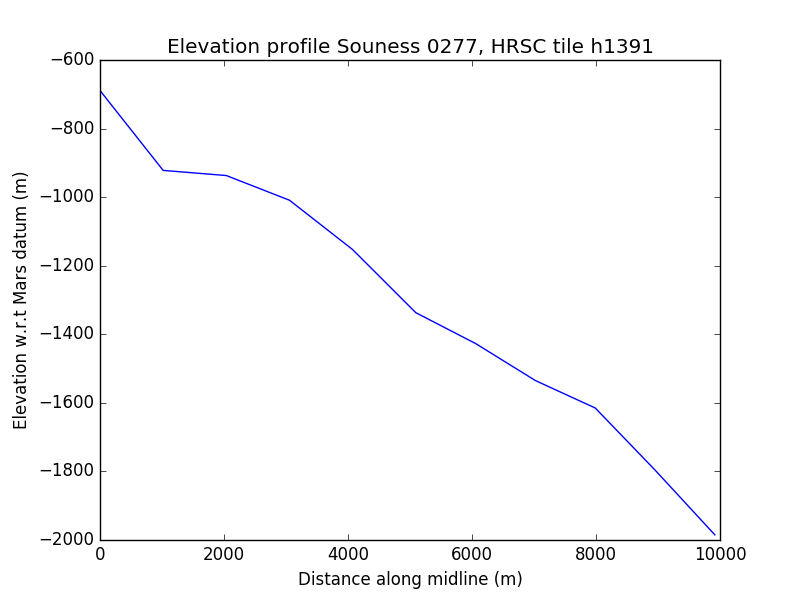 Elevation profile Souness 0277, HRSC tile h1391
−600
−800
−1000
−1200
−1400
−1600
−1800
−2000
Elevation w.r.t Mars datum (m)
0 2000 4000 6000 8000 10000
Distance along midline (m)